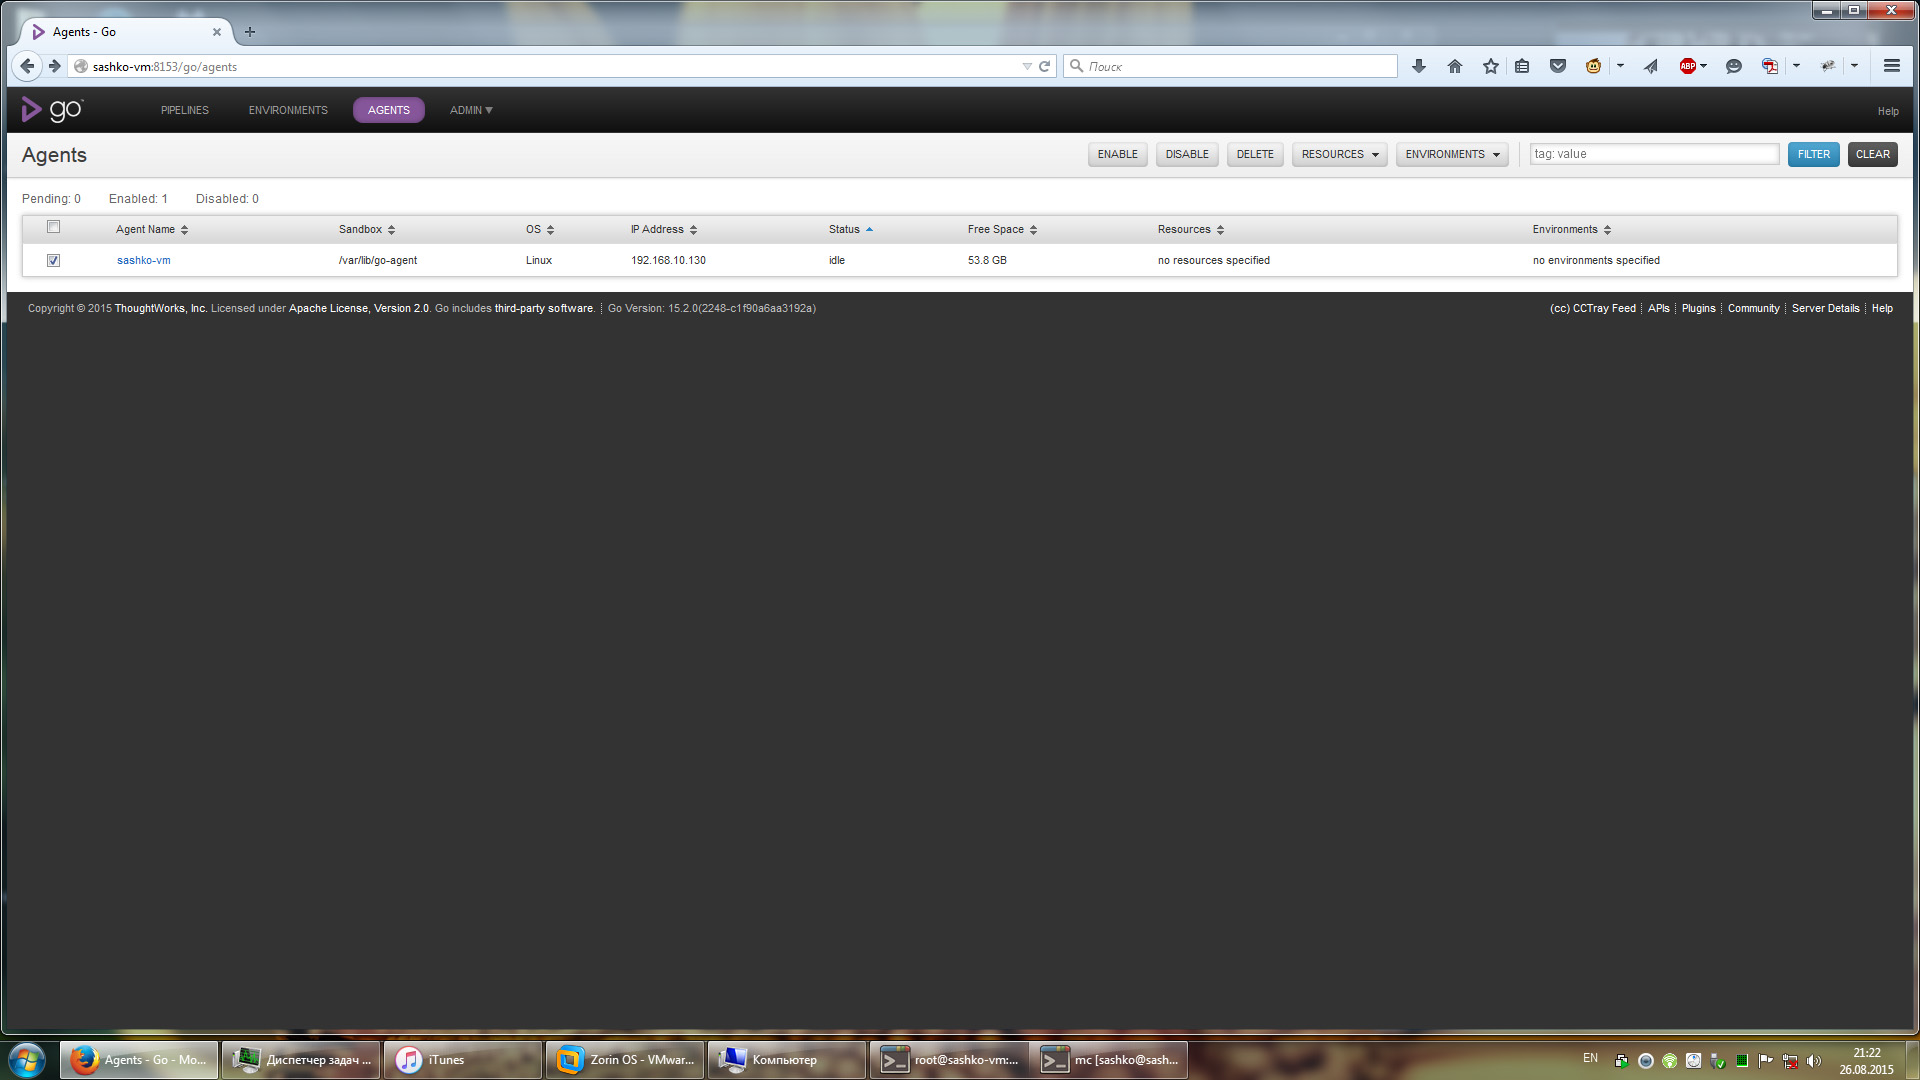 Agents - Go
sashko-vm:8153/go/agents
Поиск
ABP
go
PIPELINES
ENVIRONMENTS
AGENTS
ADMIN
Help
Agents
ENABLE
DISABLE
DELETE
RESOURCES
ENVIRONMENTS
tag: value
FILTER
CLEAR
Pending: 0 Enabled: 1 Disabled: 0
Agent Name Sandbox OS IP Address Status Free Space Resources Environments
sashko-vm /var/lib/go-agent Linux 192.168.10.130 idle 53.8 GB no resources specified no environments specified
Copyright © 2015 ThoughtWorks, Inc. Licensed under Apache License, Version 2.0. Go includes third-party software. Go Version: 15.2.0(2248-c1f90a6aa3192a)
(cc) CCTray Feed APIs Plugins Community Server Details Help
Agents - Go - Mo...
Диспетчер задач ...
iTunes
Zorin OS - VMwar...
Компьютер
root@sashko-vm:...
mc [sashko@sash...
EN
21:22
26.08.2015